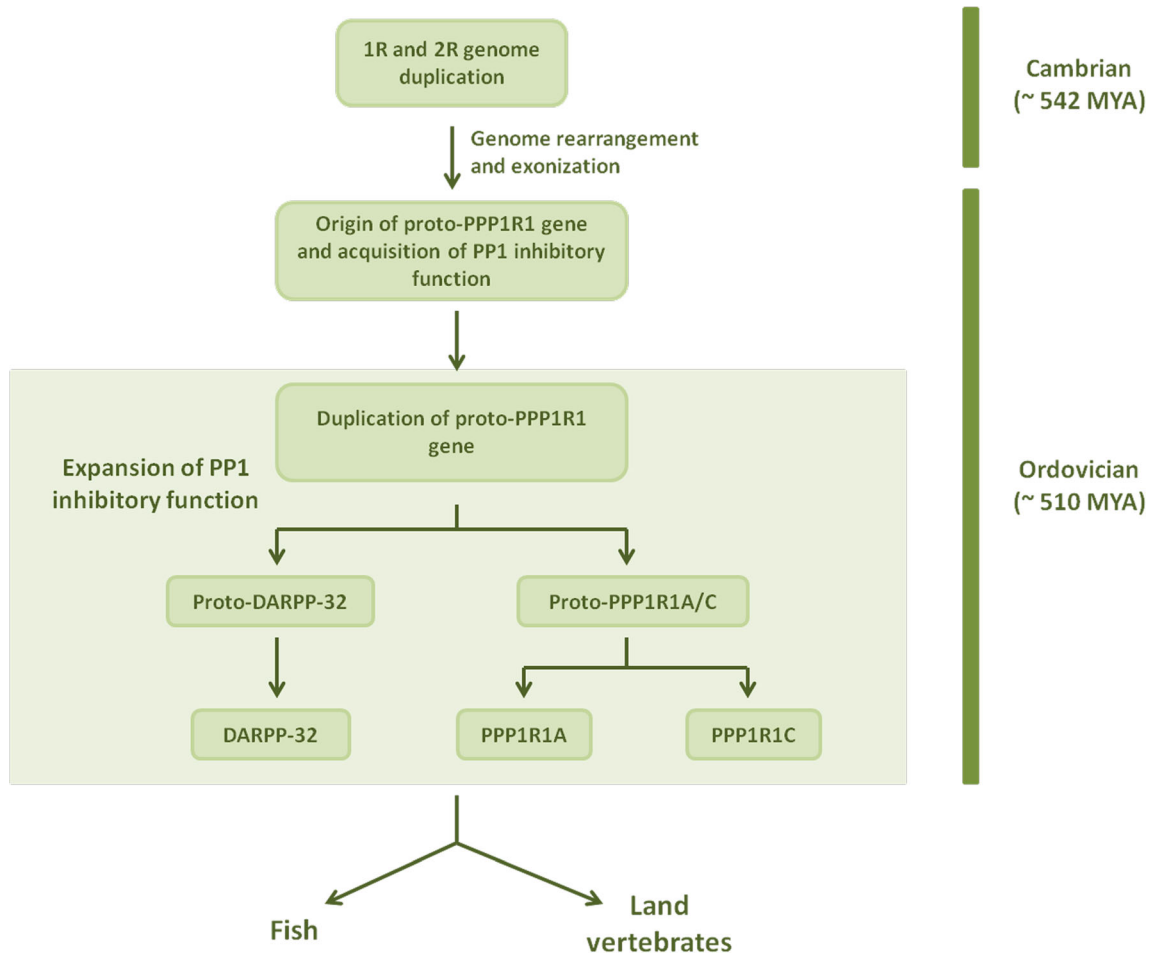 1R and 2R genome
duplication
Cambrian
(~ 542 MYA)
Genome rearrangement
and exonization
Origin of proto-PPP1R1 gene
and acquisition of PP1 inhibitory
function
Duplication of proto-PPP1R1
gene
Expansion of PP1
inhibitory function
Ordovician
(~ 510 MYA)
Proto-DARPP-32
Proto-PPP1R1A/C
DARPP-32
PPP1R1A
PPP1R1C
Fish
Land
vertebrates